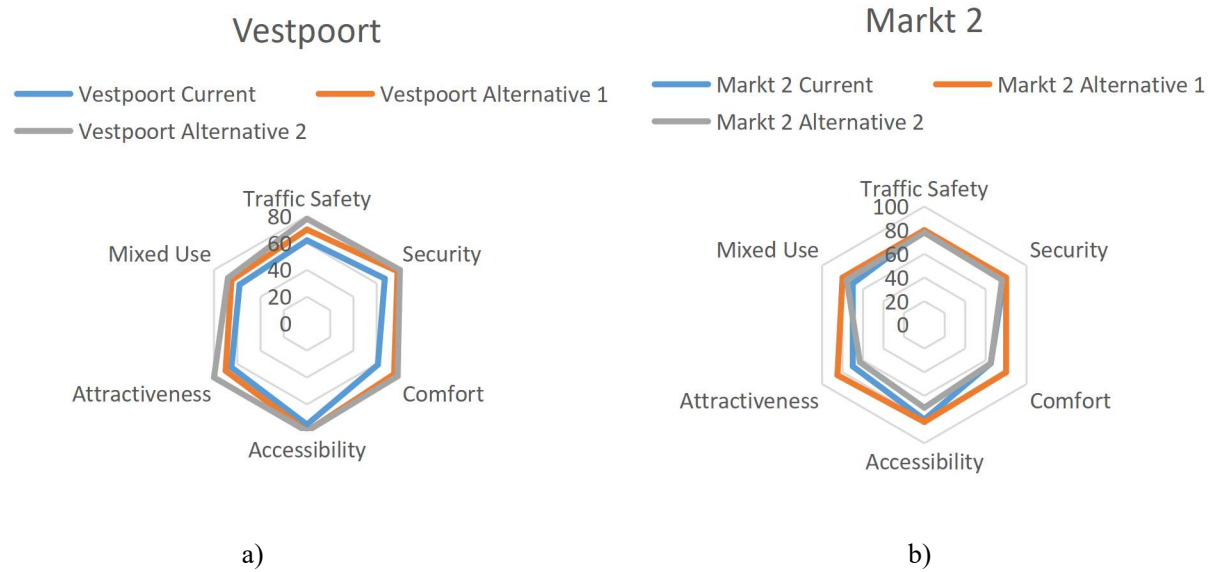 Vestpoort
Vestpoort Current
Vestpoort Alternative 1
Vestpoort Alternative 2
Traffic Safety
80
60
40
20
0
Mixed Use
Security
Attractiveness
Comfort
Accessibility
a)
Markt 2
Markt 2 Current
Markt 2 Alternative 1
Markt 2 Alternative 2
Traffic Safety
100
80
60
40
20
0
Mixed Use
Security
Attractiveness
Comfort
Accessibility
b)